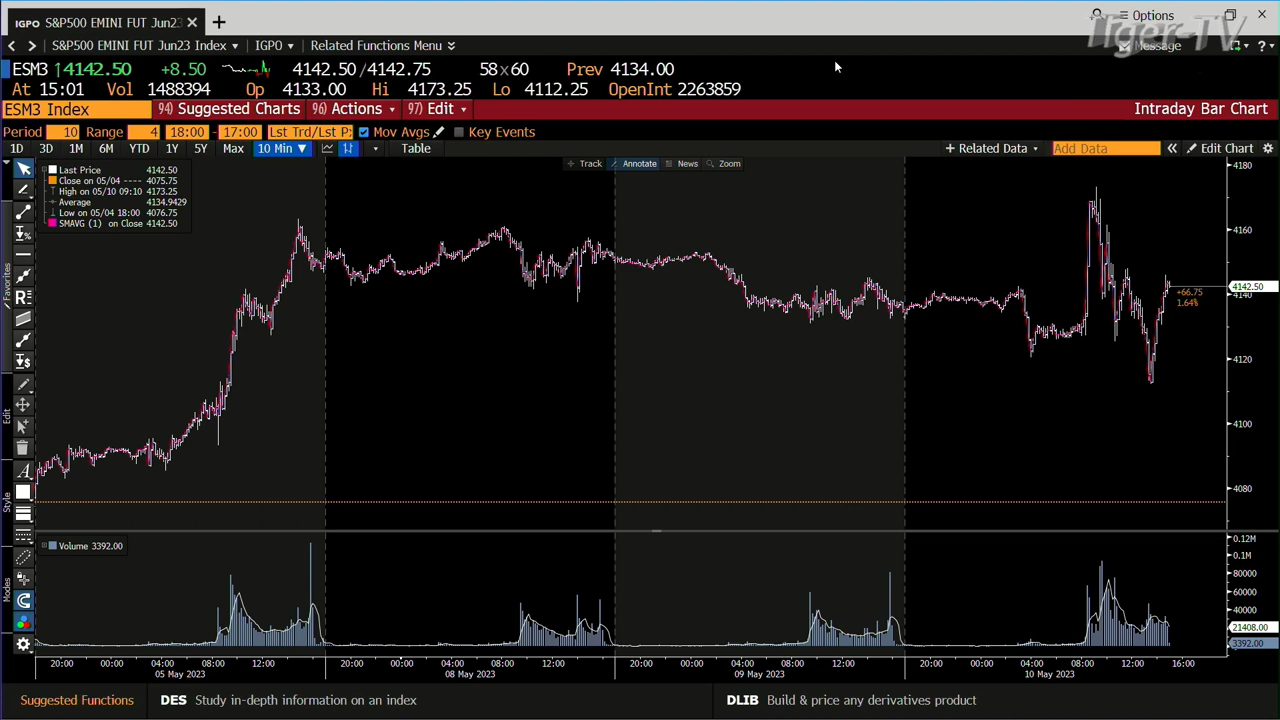 IGPO S&P500 EMINI FUT Jun23
Options
Tiger-TV
S&P500 EMINI FUT Jun23 Index IGPO Related Functions Menu Message ?
ESM3 ↑4142.50 +8.50 4142.50/4142.75 58x60 Prev 4134.00
At 15:01 Vol 1488394 Op 4133.00 Hi 4173.25 Lo 4112.25 OpenInt 2263859
ESM3 Index 94) Suggested Charts 96) Actions 97) Edit Intraday Bar Chart
Period 10 Range 4 18:00 - 17:00 Lst Trd/Lst P: Mov Avgs Key Events
1D 3D 1M 6M YTD 1Y 5Y Max 10 Min ▼ Table + Related Data Add Data « Edit Chart
Track Annotate News Zoom
Last Price 4142.50
Close on 05/04 ---- 4075.75
High on 05/10 09:10 4173.25
Average 4134.9429
Low on 05/04 18:00 4076.75
SMAVG (1) on Close 4142.50
4180
4160
4142.50
4140
+66.75
1.64%
4120
4100
4080
Favorites
Edit
Style
Modes
Volume 3392.00
0.12M
0.1M
80000
60000
40000
21408.00
3392.00
20:00 00:00 04:00 08:00 12:00 20:00 00:00 04:00 08:00 12:00 20:00 00:00 04:00 08:00 12:00 20:00 00:00 04:00 08:00 12:00 16:00
05 May 2023 08 May 2023 09 May 2023 10 May 2023
Suggested Functions DES Study in-depth information on an index DLIB Build & price any derivatives product